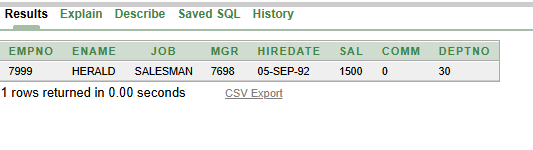 Results Explain Describe Saved SQL History
EMPNO ENAME JOB MGR HIREDATE SAL COMM DEPTNO
7999 HERALD SALESMAN 7698 05-SEP-92 1500 0 30
1 rows returned in 0.00 seconds CSV Export